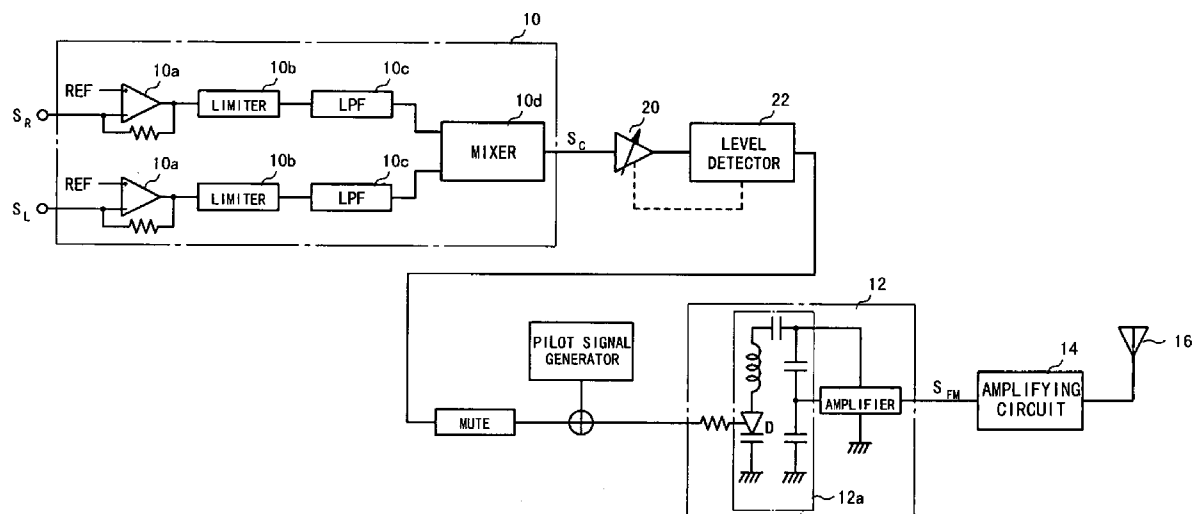 10
10a
10b
10c
REF
LIMITER
LPF
S_R
10d
20
22
MIXER
S_C
LEVEL
DETECTOR
10a
10b
10c
REF
LIMITER
LPF
S_L
12
PILOT SIGNAL
GENERATOR
16
14
AMPLIFIER
S_FM
AMPLIFYING
CIRCUIT
MUTE
D
12a